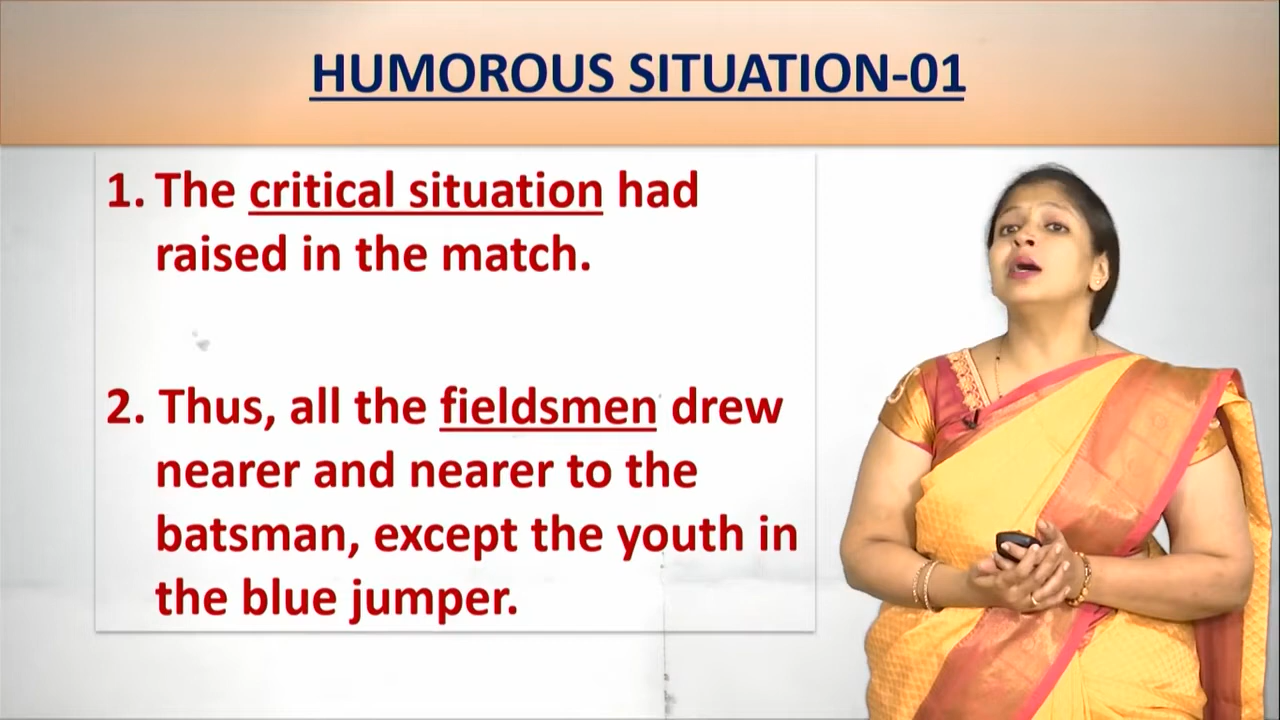 HUMOROUS SITUATION-01
1. The critical situation had
raised in the match.
2. Thus, all the fieldsmen drew
nearer and nearer to the
batsman, except the youth in
the blue jumper.